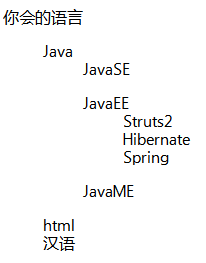 你会的语言
Java
JavaSE
JavaEE
Struts2
Hibernate
Spring
JavaME
html
汉语